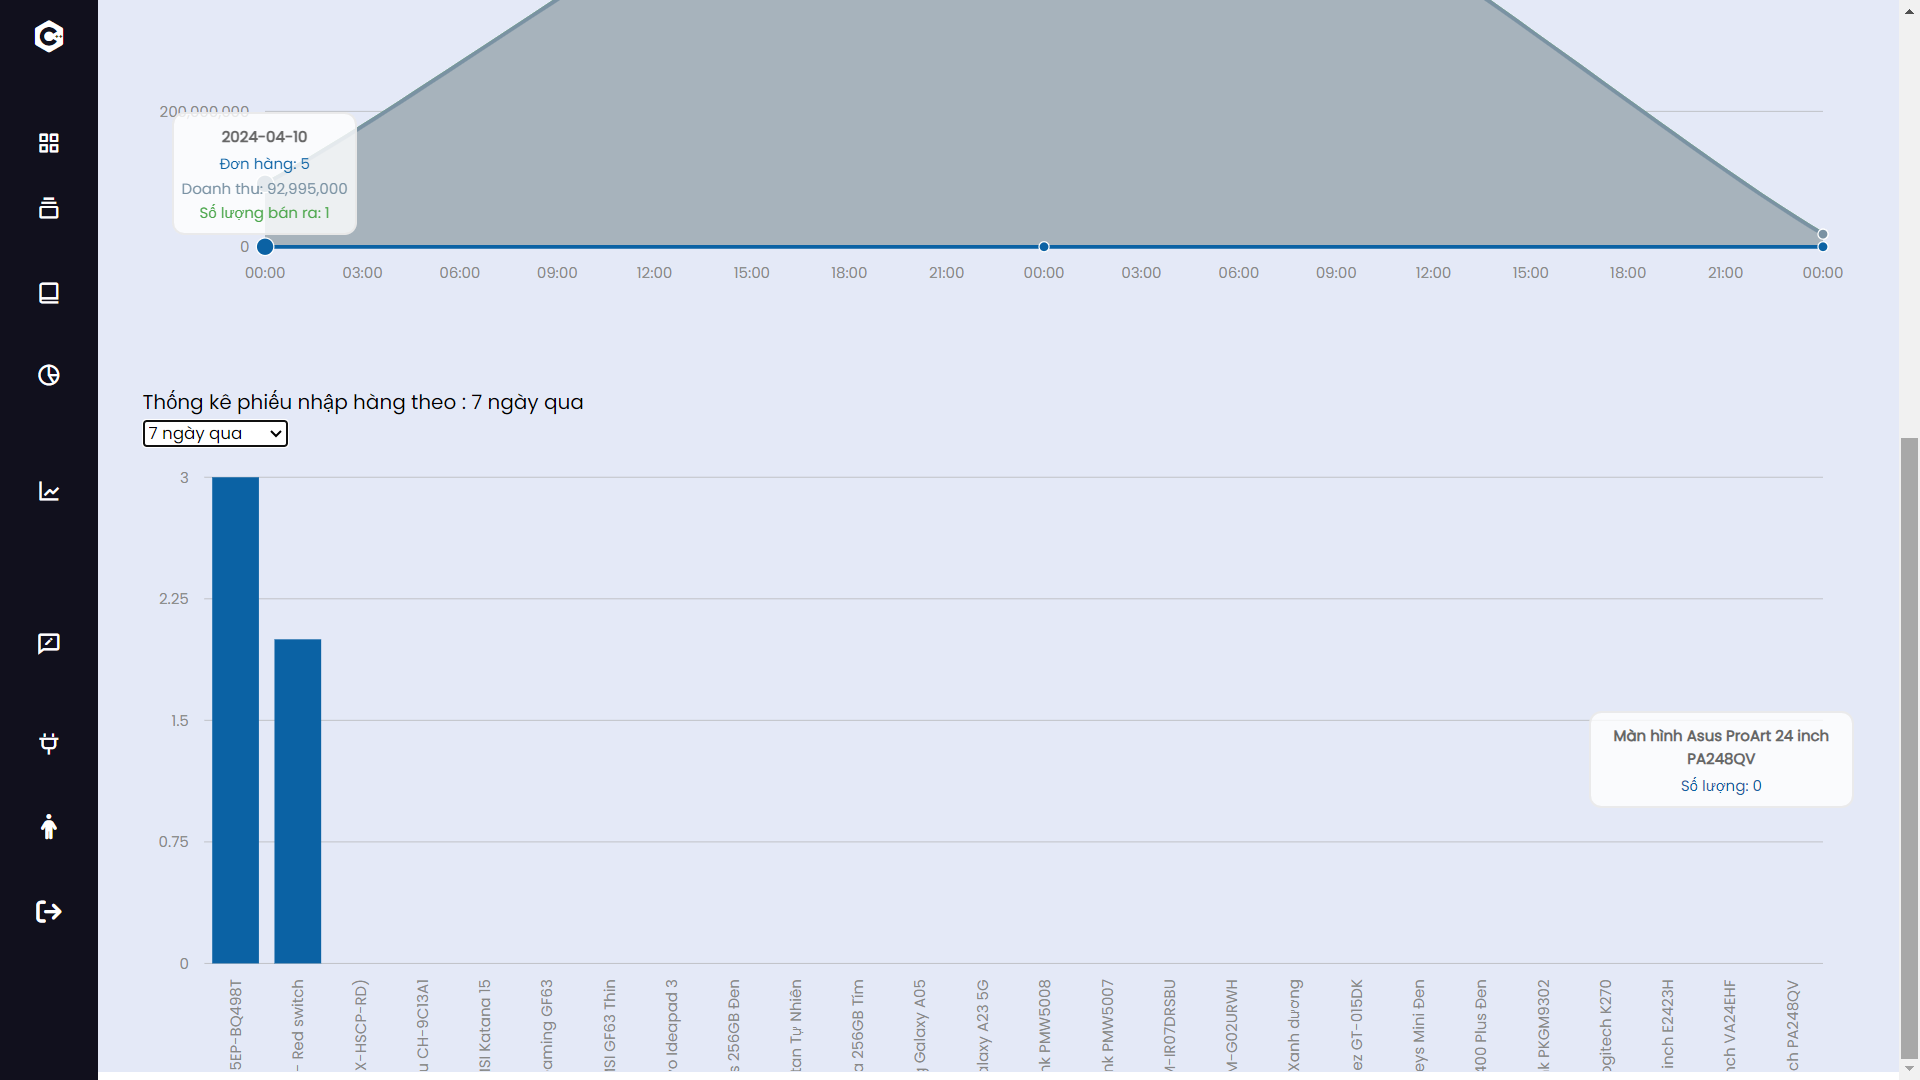 200,000,000
2024-04-10
Đơn hàng: 5
Doanh thu: 92,995,000
Số lượng bán ra: 1
0
00:00 03:00 06:00 09:00 12:00 15:00 18:00 21:00 00:00 03:00 06:00 09:00 12:00 15:00 18:00 21:00 00:00
Thống kê phiếu nhập hàng theo : 7 ngày qua
7 ngày qua
3
2.25
1.5
0.75
0
Màn hình Asus ProArt 24 inch
PA248QV
Số lượng: 0
5EP-BQ498T
- Red switch
X-HSCP-RD)
u CH-9C13A1
SI Katana 15
aming GF63
ISI GF63 Thin
o Ideapad 3
s 256GB Đen
tan Tự Nhiên
a 256GB Tím
Galaxy A05
alaxy A23 5G
nk PMW5008
nk PMW5007
-IR07DRSBU
-G02URWH
Xanh dương
ez GT-015DK
eys Mini Đen
400 Plus Đen
k PKGM9302
ogitech K270
inch E2423H
nch VA24EHF
ch PA248QV